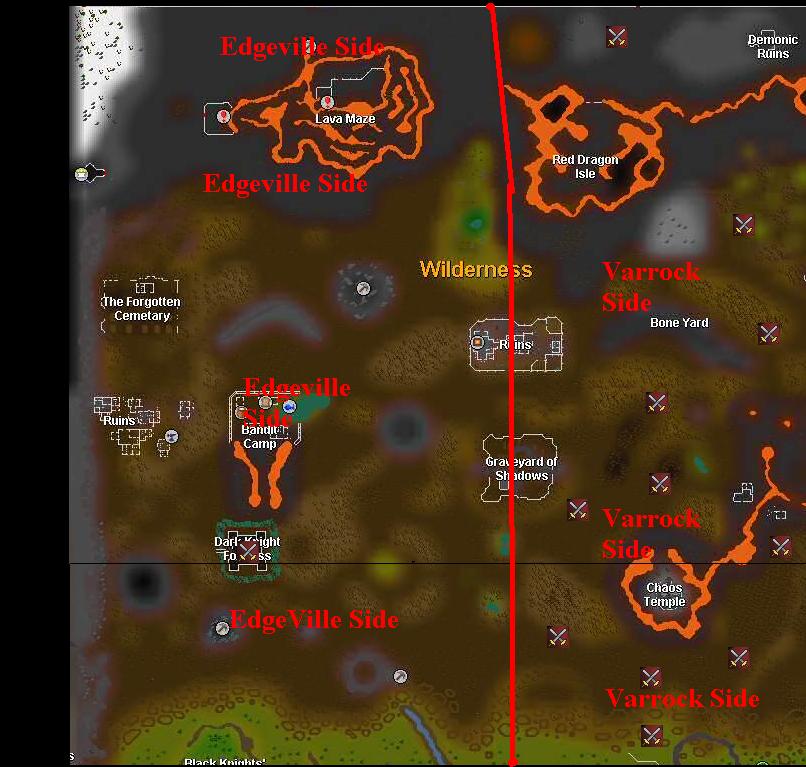 Edgeville Side
Demonic
Ruins
Lava Maze
Red Dragon
Isle
Edgeville Side
Wilderness
Varrock
Side
The Forgotten
Cemetary
Bone Yard
Ruins
Edgeville
Side
Ruins
Bandit
Camp
Graveyard of
Shadows
Varrock
Side
Dark Knight
Fortress
Chaos
Temple
EdgeVille Side
Varrock Side
Black Knights'